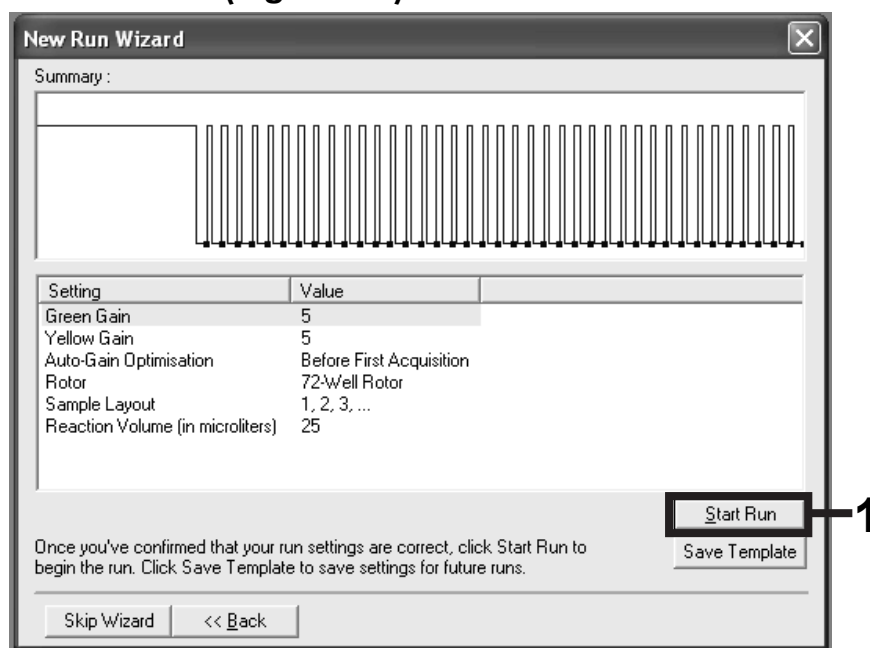 New Run Wizard
Summary :
Setting Value
Green Gain 5
Yellow Gain 5
Auto-Gain Optimisation Before First Acquisition
Rotor 72-Well Rotor
Sample Layout 1, 2, 3, ...
Reaction Volume (in microliters) 25
Start Run
1
Once you've confirmed that your run settings are correct, click Start Run to
begin the run. Click Save Template to save settings for future runs.
Save Template
Skip Wizard
<< Back